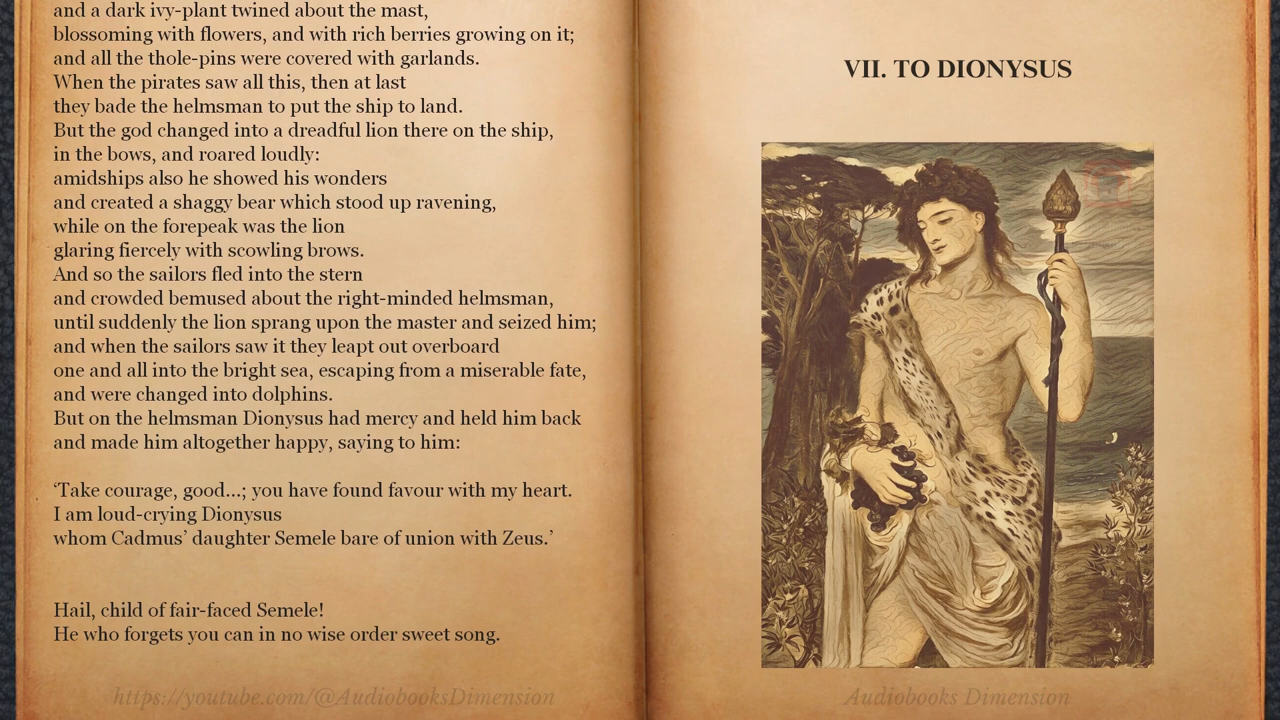 and a dark ivy-plant twined about the mast,
blossoming with flowers, and with rich berries growing on it;
and all the thole-pins were covered with garlands.
When the pirates saw all this, then at last
they bade the helmsman to put the ship to land.
But the god changed into a dreadful lion there on the ship,
in the bows, and roared loudly:
amidships also he showed his wonders
and created a shaggy bear which stood up ravening,
while on the forepeak was the lion
glaring fiercely with scowling brows.
And so the sailors fled into the stern
and crowded bemused about the right-minded helmsman,
until suddenly the lion sprang upon the master and seized him;
and when the sailors saw it they leapt out overboard
one and all into the bright sea, escaping from a miserable fate,
and were changed into dolphins.
But on the helmsman Dionysus had mercy and held him back
and made him altogether happy, saying to him:
‘Take courage, good...; you have found favour with my heart.
I am loud-crying Dionysus
whom Cadmus’ daughter Semele bare of union with Zeus.’
Hail, child of fair-faced Semele!
He who forgets you can in no wise order sweet song.
https://youtube.com/@AudiobooksDimension
VII. TO DIONYSUS
Audiobooks Dimension